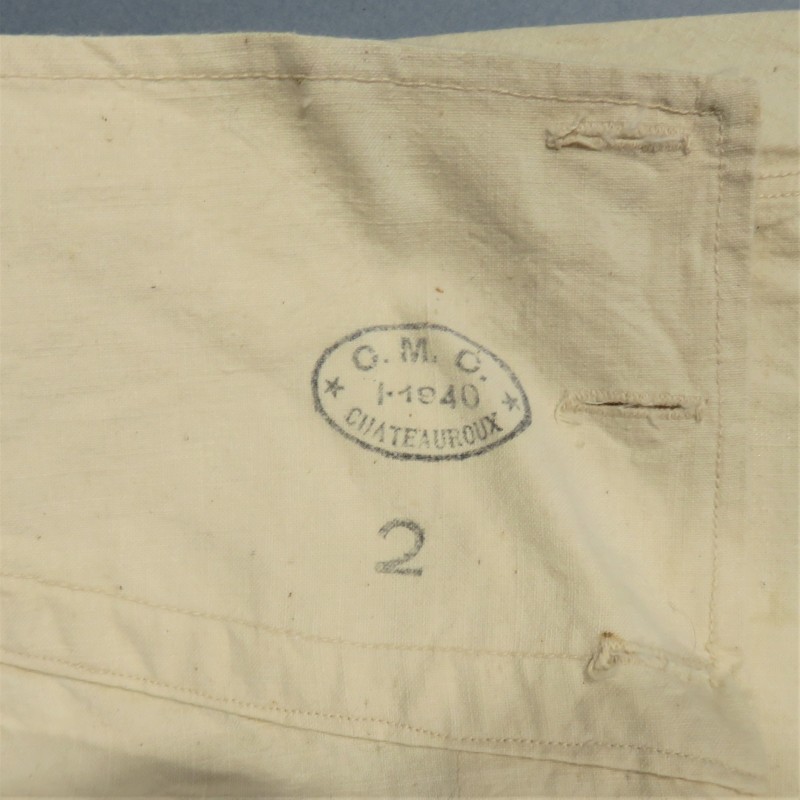 C. M. C.
1-1940
CHATEAUROUX
2